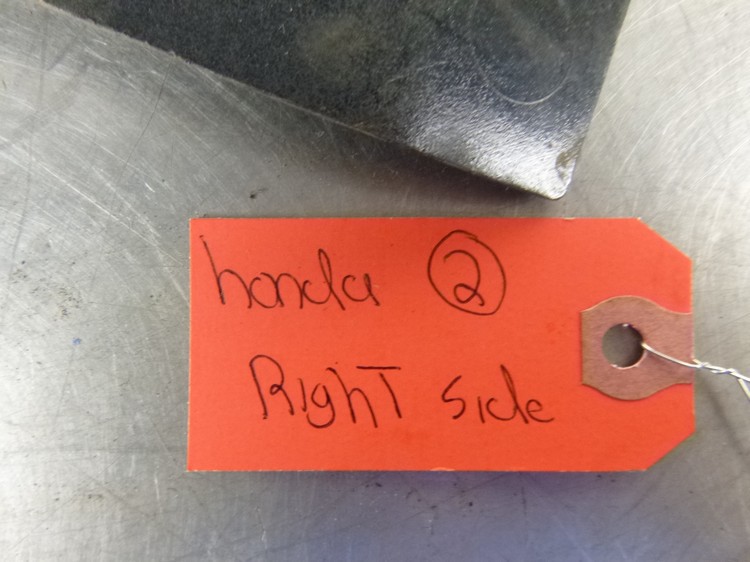 honda ②
Right side